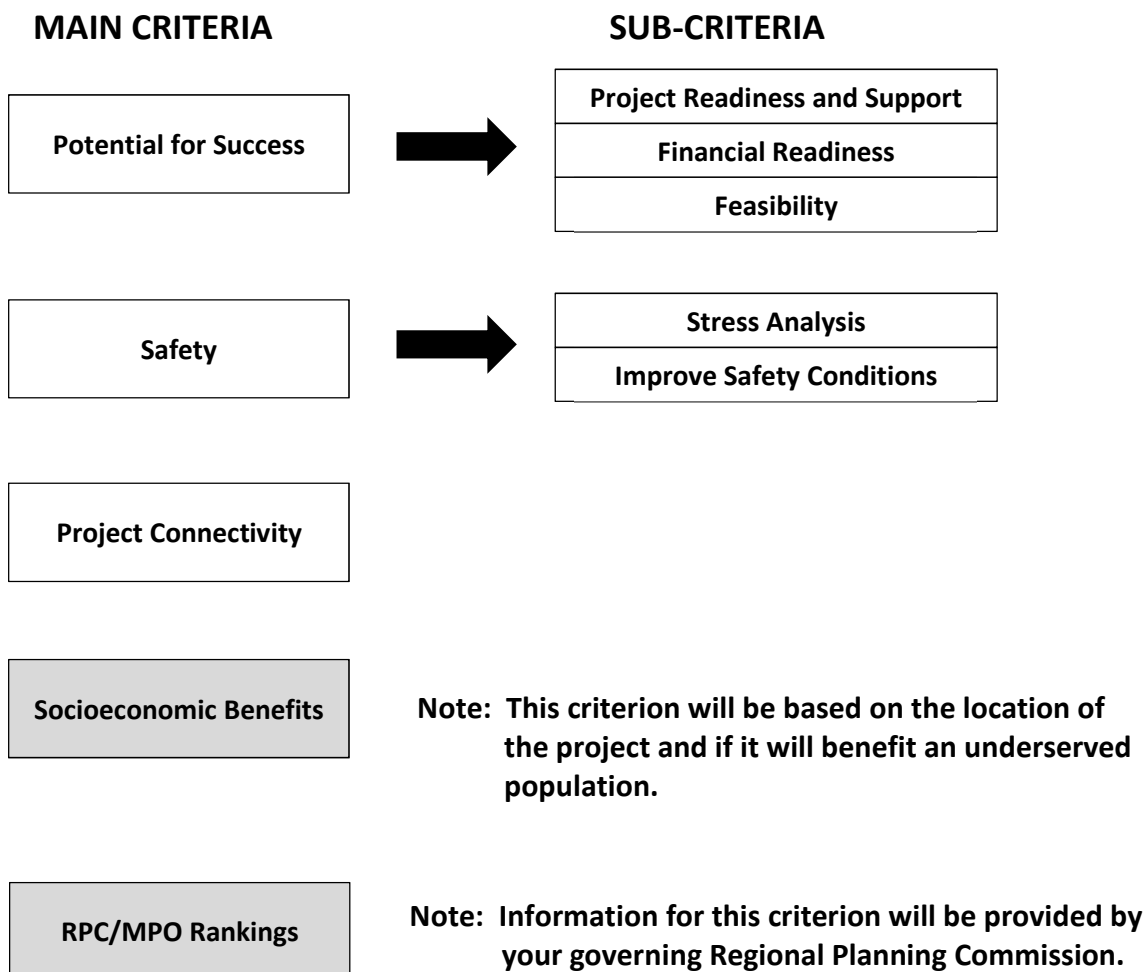 MAIN CRITERIA
SUB-CRITERIA
Potential for Success
Project Readiness and Support
Financial Readiness
Feasibility
Safety
Stress Analysis
Improve Safety Conditions
Project Connectivity
Socioeconomic Benefits
Note: This criterion will be based on the location of
the project and if it will benefit an underserved
population.
RPC/MPO Rankings
Note: Information for this criterion will be provided by
your governing Regional Planning Commission.